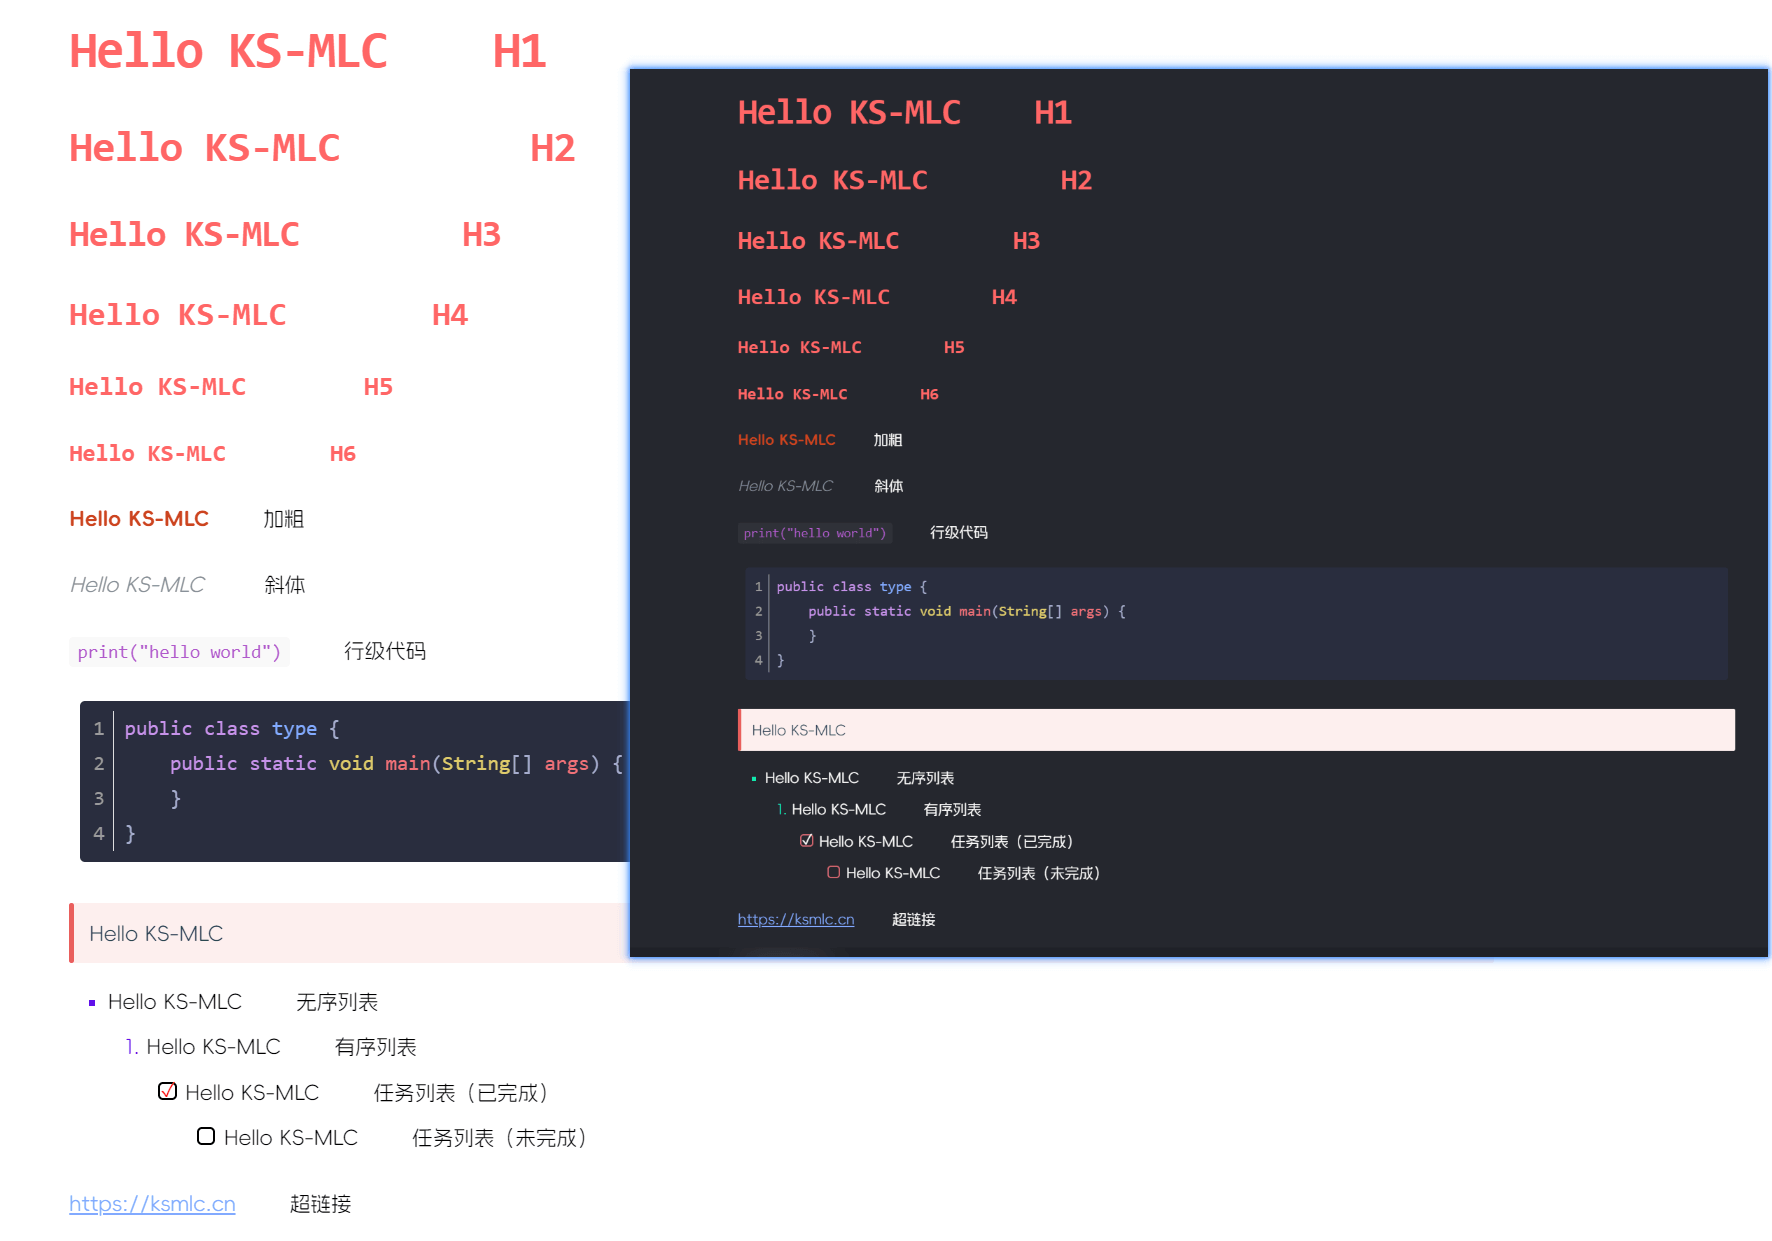 Hello KS-MLC H1
Hello KS-MLC H2
Hello KS-MLC H3
Hello KS-MLC H4
Hello KS-MLC H5
Hello KS-MLC H6
Hello KS-MLC 加粗
Hello KS-MLC 斜体
print("hello world") 行级代码
1 public class type {
2 public static void main(String[] args) {
3 }
4 }
Hello KS-MLC
Hello KS-MLC 无序列表
1. Hello KS-MLC 有序列表
Hello KS-MLC 任务列表（已完成）
Hello KS-MLC 任务列表（未完成）
https://ksmlc.cn 超链接
Hello KS-MLC H1
Hello KS-MLC H2
Hello KS-MLC H3
Hello KS-MLC H4
Hello KS-MLC H5
Hello KS-MLC H6
Hello KS-MLC 加粗
Hello KS-MLC 斜体
print("hello world") 行级代码
1 public class type {
2 public static void main(String[] args) {
3 }
4 }
Hello KS-MLC
Hello KS-MLC 无序列表
1. Hello KS-MLC 有序列表
Hello KS-MLC 任务列表（已完成）
Hello KS-MLC 任务列表（未完成）
https://ksmlc.cn 超链接